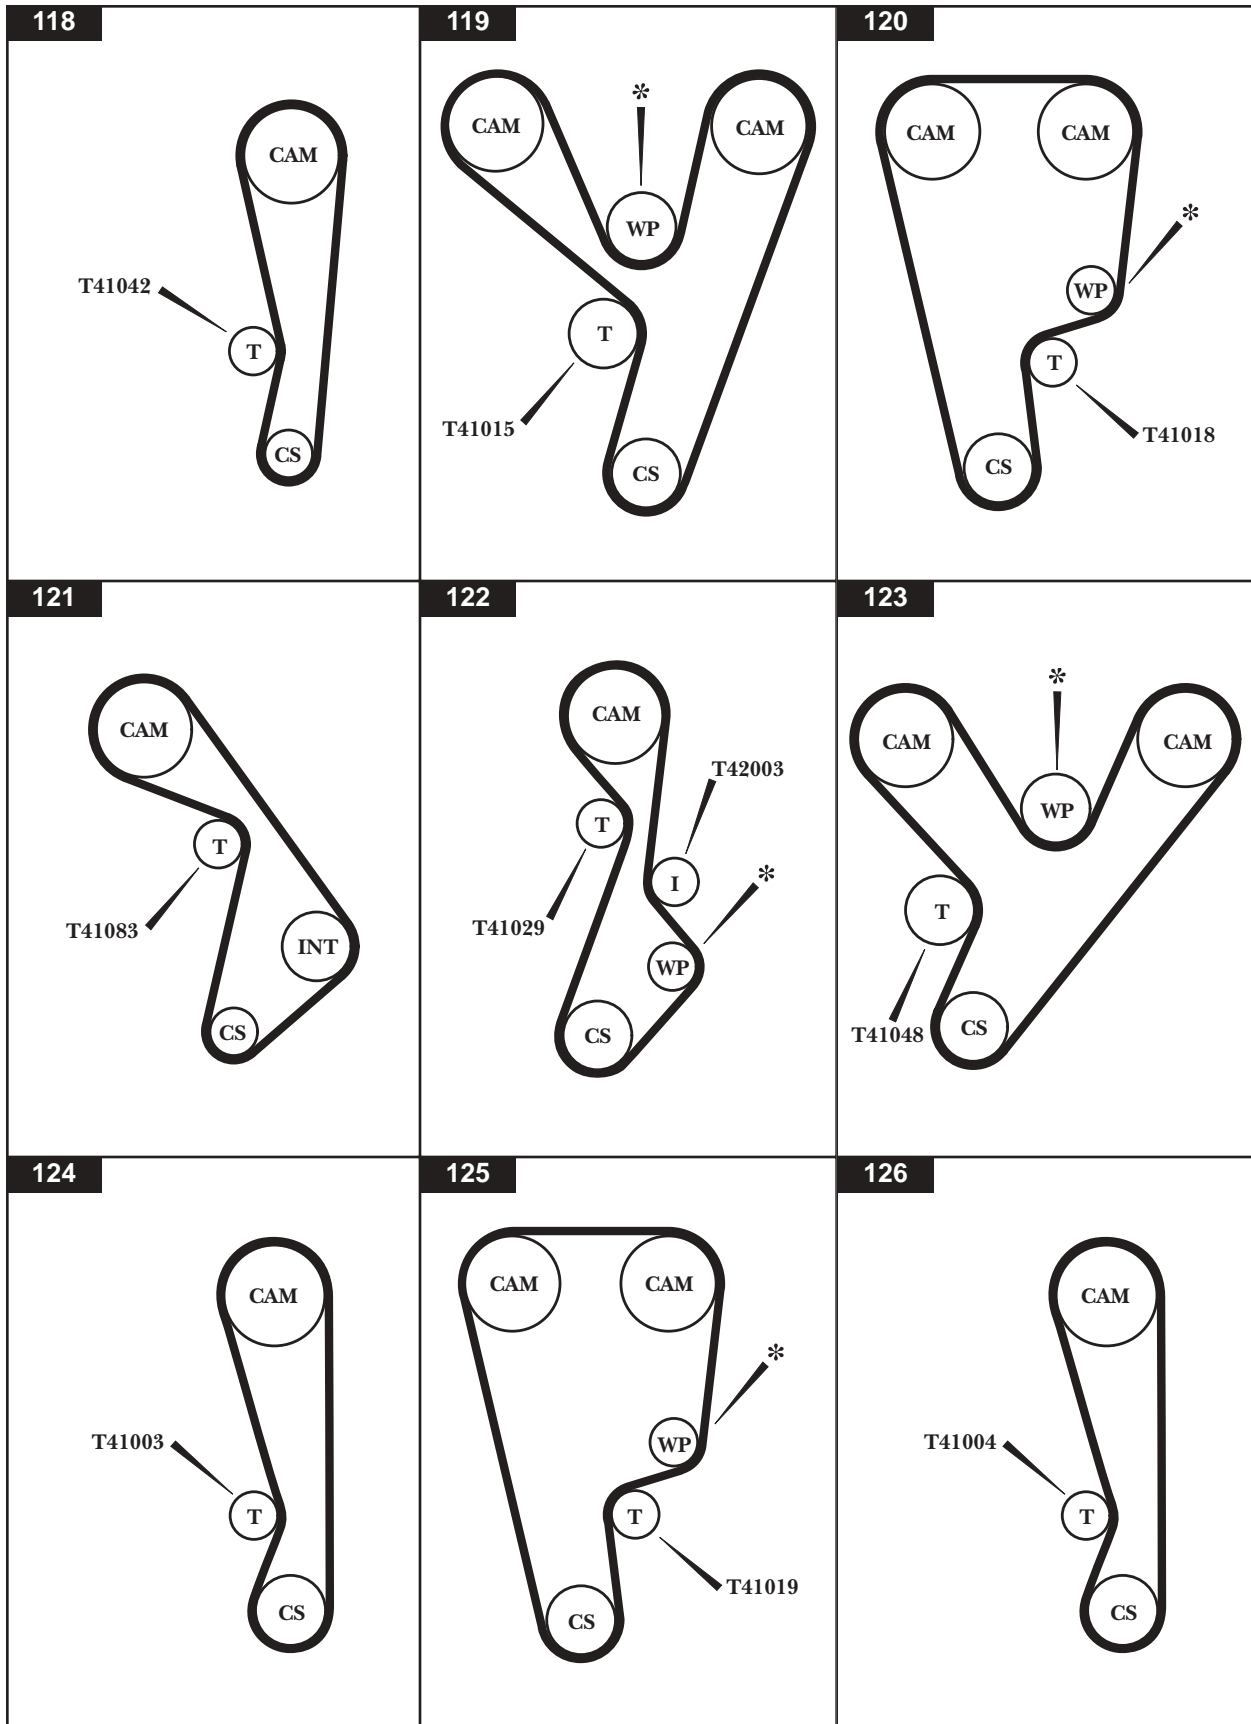 118
CAM
T41042
T
CS
119
*
CAM
CAM
WP
T
T41015
CS
120
CAM
CAM
*
WP
T
T41018
CS
121
CAM
T
T41083
INT
CS
122
CAM
T42003
T
*
I
T41029
WP
CS
123
*
CAM
CAM
WP
T
T41048
CS
124
CAM
T41003
T
CS
125
CAM
CAM
*
WP
T
T41019
CS
126
CAM
T41004
T
CS